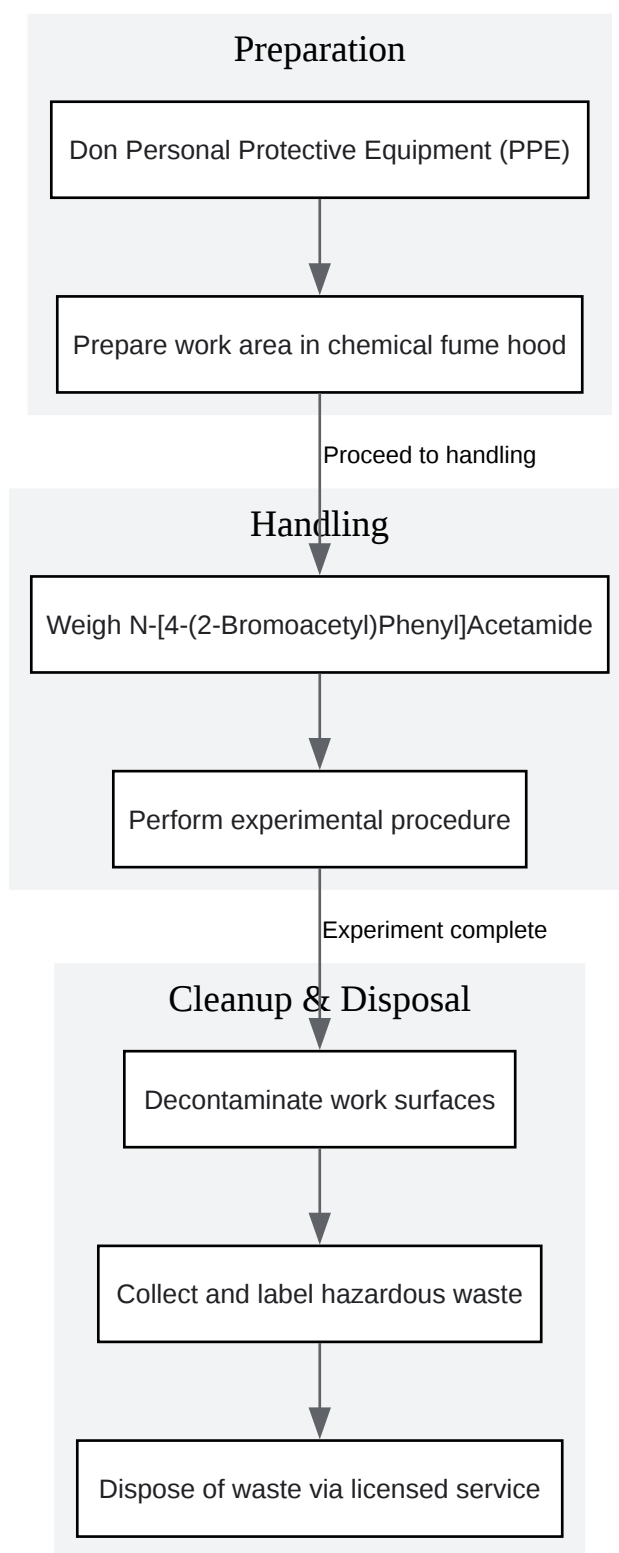 Preparation
Don Personal Protective Equipment (PPE)
Prepare work area in chemical fume hood
Proceed to handling
Handling
Weigh N-[4-(2-Bromoacetyl)Phenyl]Acetamide
Perform experimental procedure
Experiment complete
Cleanup & Disposal
Decontaminate work surfaces
Collect and label hazardous waste
Dispose of waste via licensed service